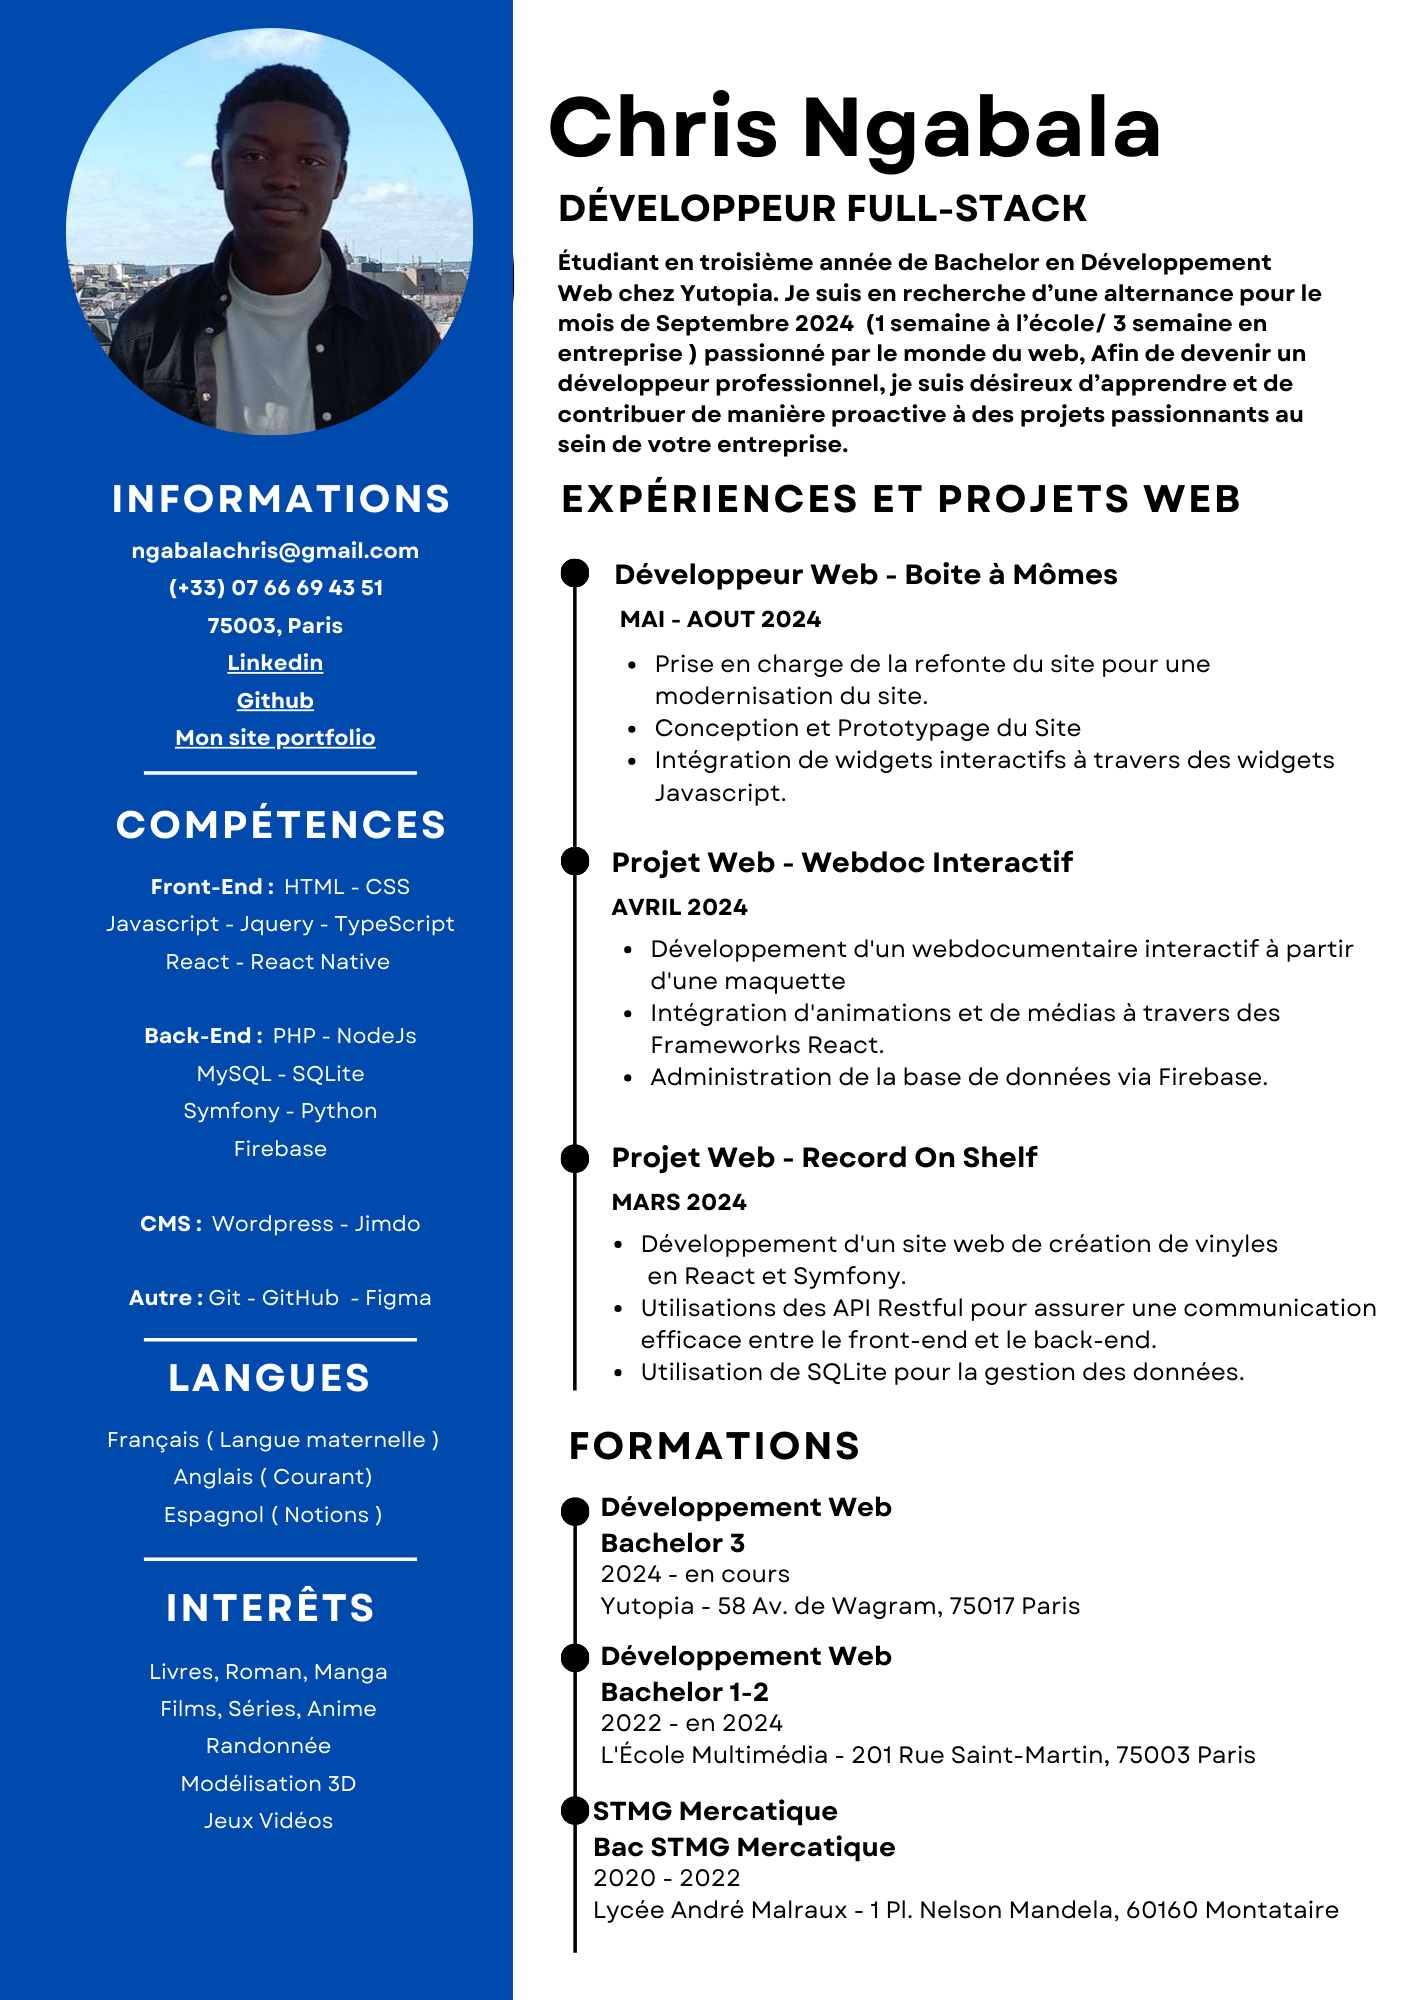 Chris Ngabala
DÉVELOPPEUR FULL-STACK
Étudiant en troisième année de Bachelor en Développement
Web chez Yutopia. Je suis en recherche d’une alternance pour le
mois de Septembre 2024  (1 semaine à l’école/ 3 semaine en
entreprise ) passionné par le monde du web, Afin de devenir un
développeur professionnel, je suis désireux d’apprendre et de
contribuer de manière proactive à des projets passionnants au
sein de votre entreprise.
INFORMATIONS
ngabalachris@gmail.com
(+33) 07 66 69 43 51
75003, Paris
Linkedin
Github
Mon site portfolio
COMPÉTENCES
Front-End :  HTML - CSS
Javascript - Jquery - TypeScript
React - React Native
Back-End :  PHP - NodeJs
MySQL - SQLite
Symfony - Python
Firebase
CMS :  Wordpress - Jimdo
Autre : Git - GitHub  - Figma
LANGUES
Français ( Langue maternelle )
Anglais ( Courant)
Espagnol ( Notions )
INTERÊTS
Livres, Roman, Manga
Films, Séries, Anime
Randonnée
Modélisation 3D
Jeux Vidéos
EXPÉRIENCES ET PROJETS WEB
Développeur Web - Boite à Mômes
MAI - AOUT 2024
• Prise en charge de la refonte du site pour une
modernisation du site.
• Conception et Prototypage du Site
• Intégration de widgets interactifs à travers des widgets
Javascript.
Projet Web - Webdoc Interactif
AVRIL 2024
• Développement d'un webdocumentaire interactif à partir
d'une maquette
• Intégration d'animations et de médias à travers des
Frameworks React.
• Administration de la base de données via Firebase.
Projet Web - Record On Shelf
MARS 2024
• Développement d'un site web de création de vinyles
en React et Symfony.
• Utilisations des API Restful pour assurer une communication
efficace entre le front-end et le back-end.
• Utilisation de SQLite pour la gestion des données.
FORMATIONS
Développement Web
Bachelor 3
2024 - en cours
Yutopia - 58 Av. de Wagram, 75017 Paris
Développement Web
Bachelor 1-2
2022 - en 2024
L'École Multimédia - 201 Rue Saint-Martin, 75003 Paris
STMG Mercatique
Bac STMG Mercatique
2020 - 2022
Lycée André Malraux - 1 Pl. Nelson Mandela, 60160 Montataire